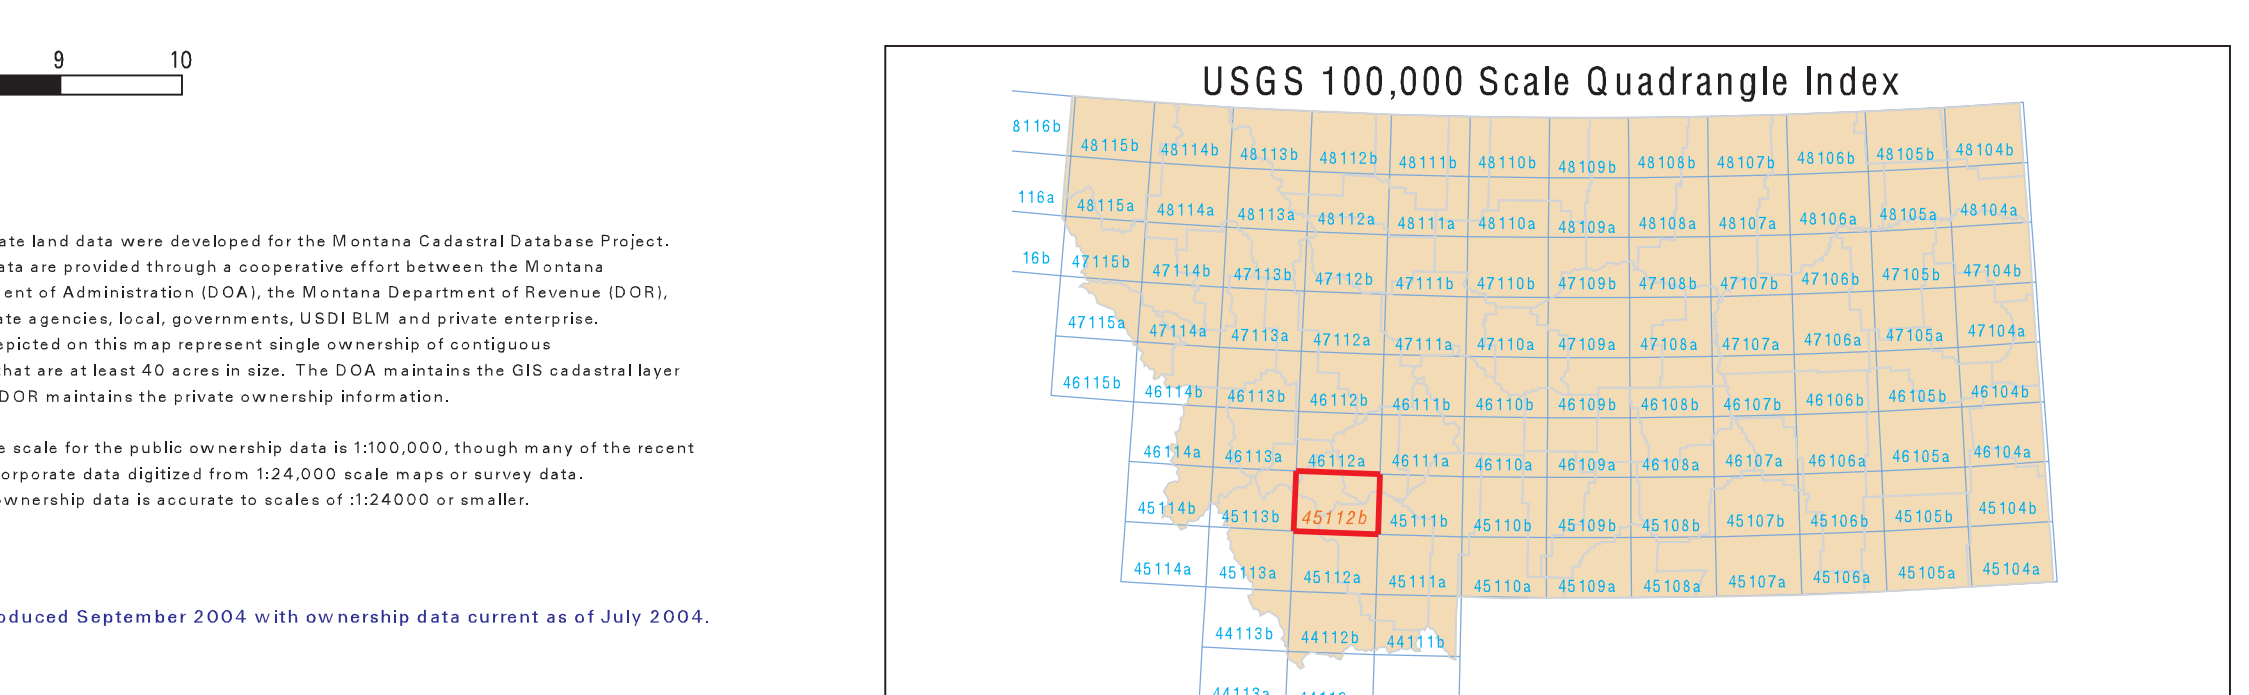 9 10
ate land data were developed for the Montana Cadastral Database Project.
ata are provided through a cooperative effort between the Montana
ent of Administration (DOA), the Montana Department of Revenue (DOR),
ate agencies, local, governments, USDI BLM and private enterprise.
epicted on this map represent single ownership of contiguous
that are at least 40 acres in size. The DOA maintains the GIS cadastral layer
DOR maintains the private ownership information.
e scale for the public ownership data is 1:100,000, though many of the recent
orporate data digitized from 1:24,000 scale maps or survey data.
ownership data is accurate to scales of :1:24000 or smaller.
oduced September 2004 with ownership data current as of July 2004.
USGS 100,000 Scale Quadrangle Index
8116b 48115b 48114b 48113b 48112b 48111b 48110b 48109b 48108b 48107b 48106b 48105b 48104b
116a 48115a 48114a 48113a 48112a 48111a 48110a 48109a 48108a 48107a 48106a 48105a 48104a
16b 47115b 47114b 47113b 47112b 47111b 47110b 47109b 47108b 47107b 47106b 47105b 47104b
47115a 47114a 47113a 47112a 47111a 47110a 47109a 47108a 47107a 47106a 47105a 47104a
46115b 46114b 46113b 46112b 46111b 46110b 46109b 46108b 46107b 46106b 46105b 46104b
46114a 46113a 46112a 46111a 46110a 46109a 46108a 46107a 46106a 46105a 46104a
45114b 45113b 45112b 45111b 45110b 45109b 45108b 45107b 45106b 45105b 45104b
45114a 45113a 45112a 45111a 45110a 45109a 45108a 45107a 45106a 45105a 45104a
44113b 44112b 44111b
44113a